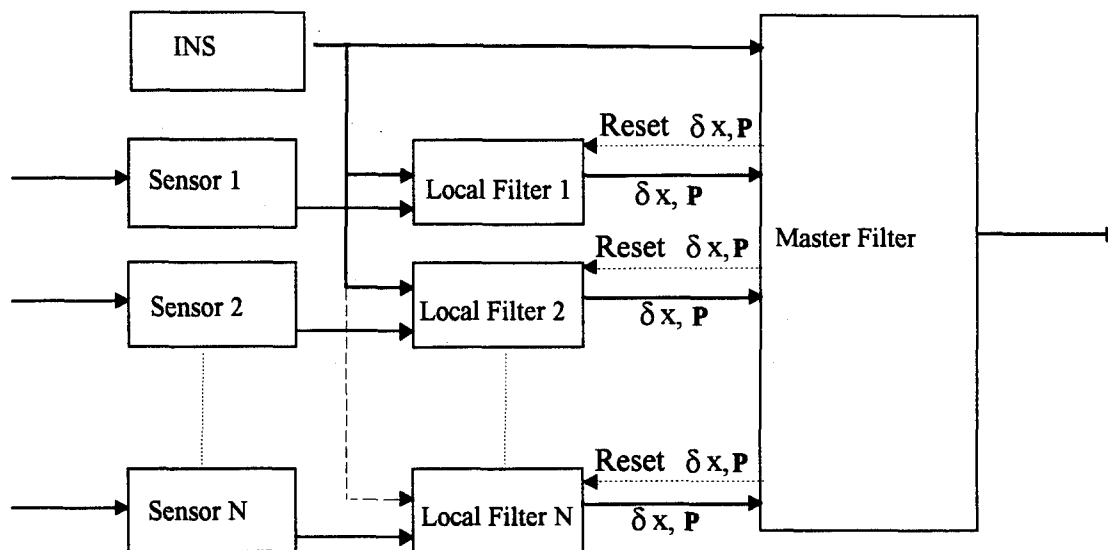 INS
Reset δ x, P
Sensor 1
Local Filter 1
δ x, P
Reset δ x, P
Master Filter
Sensor 2
Local Filter 2
δ x, P
Reset δ x, P
Sensor N
Local Filter N
δ x, P